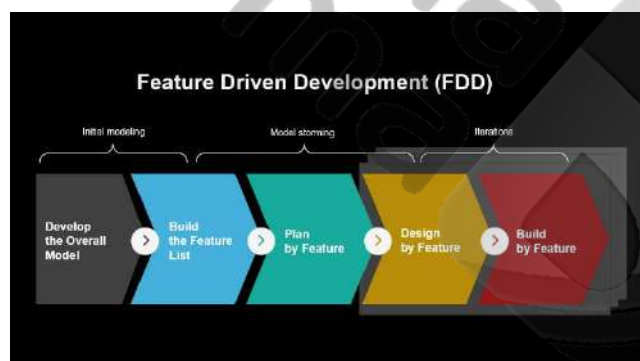 Feature Driven Development (FDD)
Initial modeling
Model storming
Iterations
Develop
the Overall
Model
Build
the Feature
List
Plan
by Feature
Design
by Feature
Build
by Feature